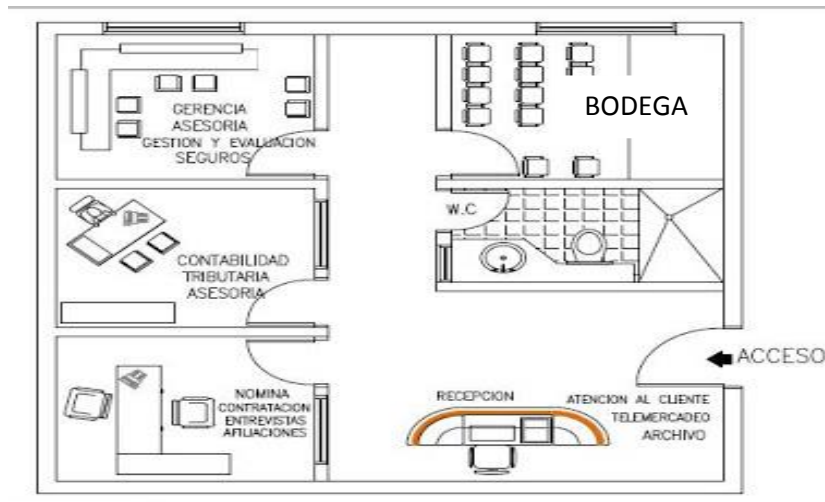 GERENCIA
ASESORIA
GESTION Y EVALUACION
SEGUROS
BODEGA
W.C
CONTABILIDAD
TRIBUTARIA
ASESORIA
ACCESO
NOMINA
CONTRATACION
ENTREVISTAS
AFILIACIONES
RECEPCION
ATENCION AL CLIENTE
TELEMERCADEO
ARCHIVO